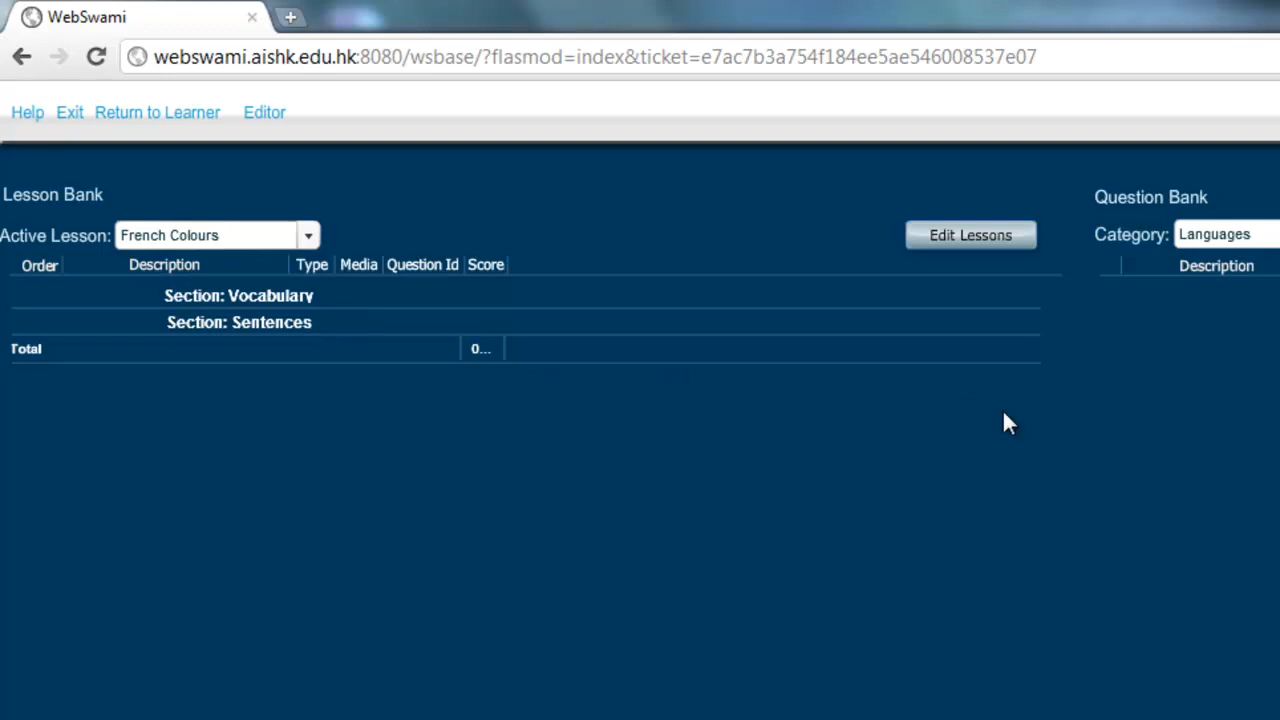 WebSwami
webswami.aishk.edu.hk:8080/wsbase/?flasmod=index&ticket=e7ac7b3a754f184ee5ae546008537e07
Help Exit Return to Learner Editor
Lesson Bank
Active Lesson: French Colours
Edit Lessons
Order Description Type Media Question Id Score
Section: Vocabulary
Section: Sentences
Total 0...
Question Bank
Category: Languages
Description